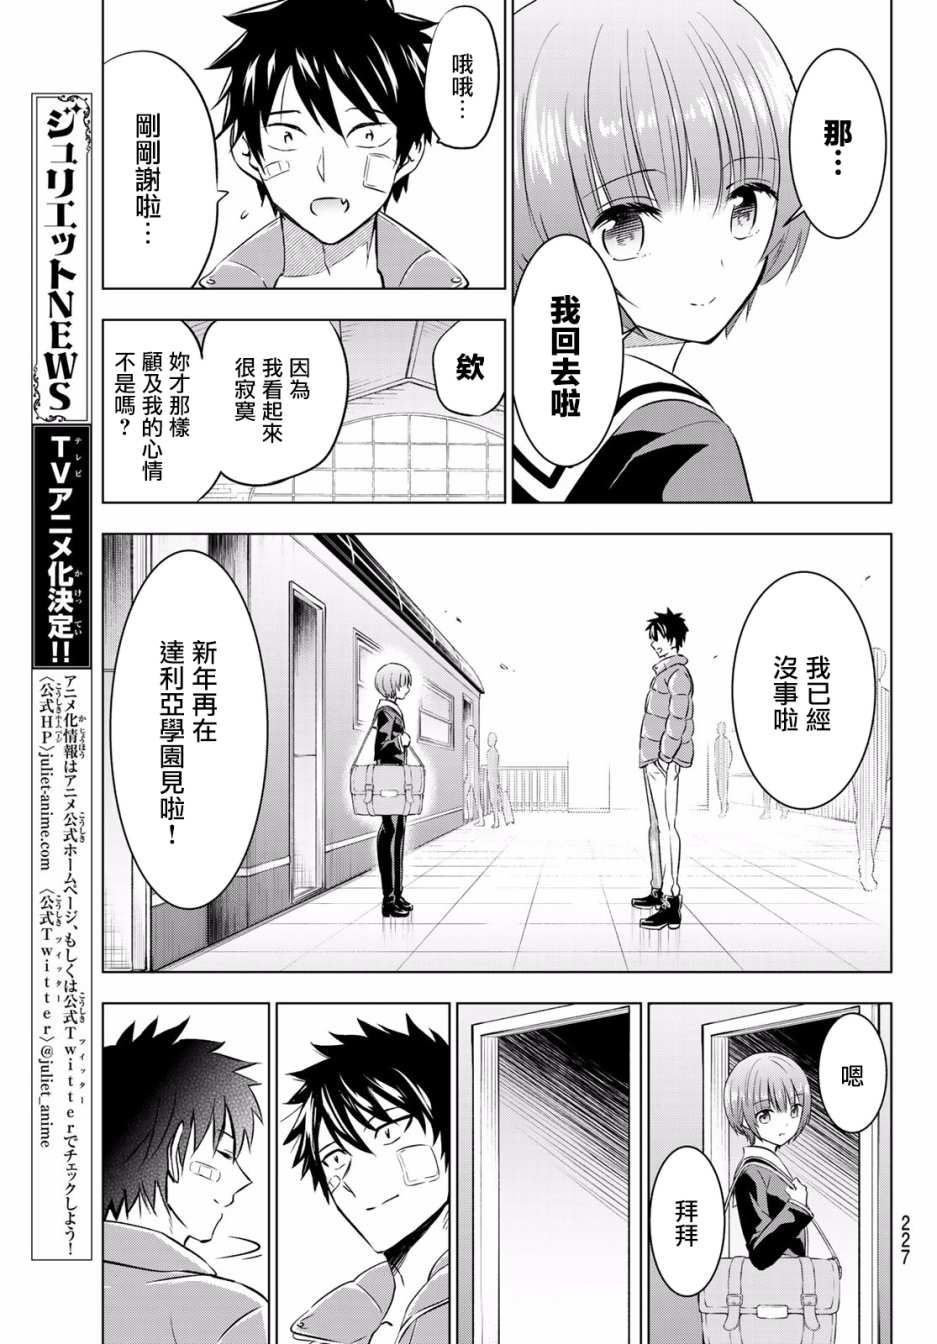 那…
我回去啦
哦哦…
剛剛謝啦…
欸
因為
我看起來
很寂寞
妳才那樣
顧及我的心情
不是嗎？
我已經
沒事啦
新年再在
達利亞學園見啦！
嗯
拜拜
227
ジュリエットNEWS
TVアニメ化決定!!
アニメ化情報はアニメ公式ホームページ、もしくは公式Twitterでチェックしよう！
〈公式HP〉juliet-anime.com 〈公式Twitter〉@juliet_anime